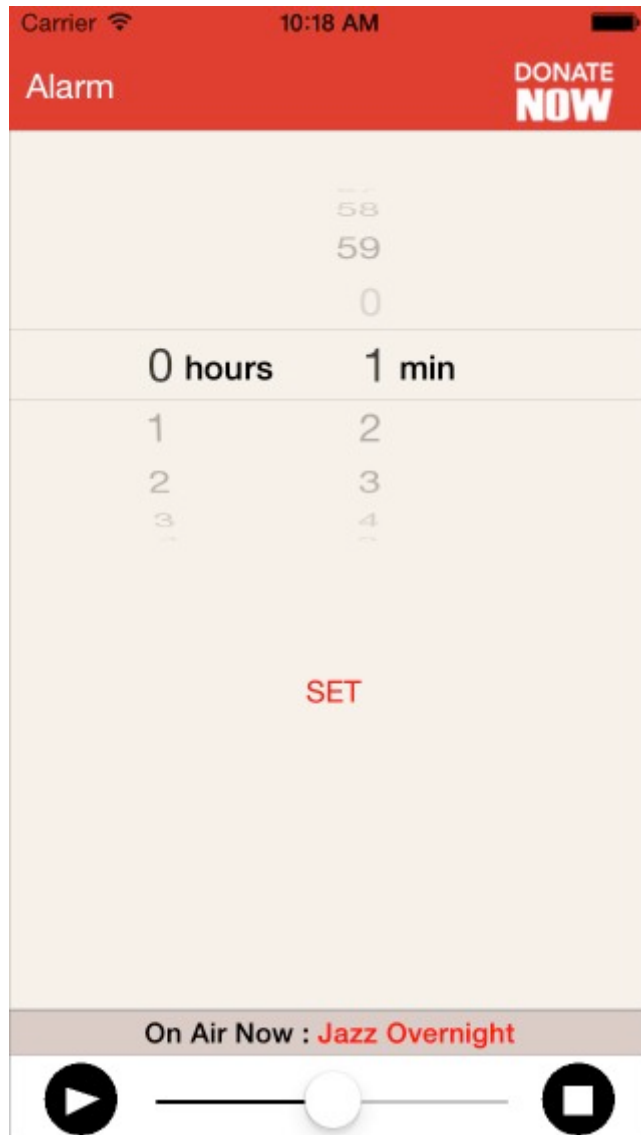 Carrier 10:18 AM
Alarm
DONATE
NOW
58
59
0
0 hours 1 min
1 2
2 3
3 4
SET
On Air Now : Jazz Overnight